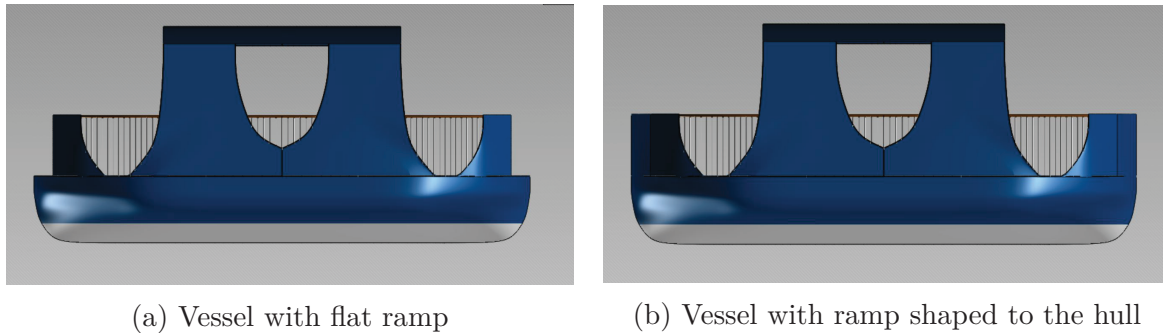 (a) Vessel with flat ramp
(b) Vessel with ramp shaped to the hull